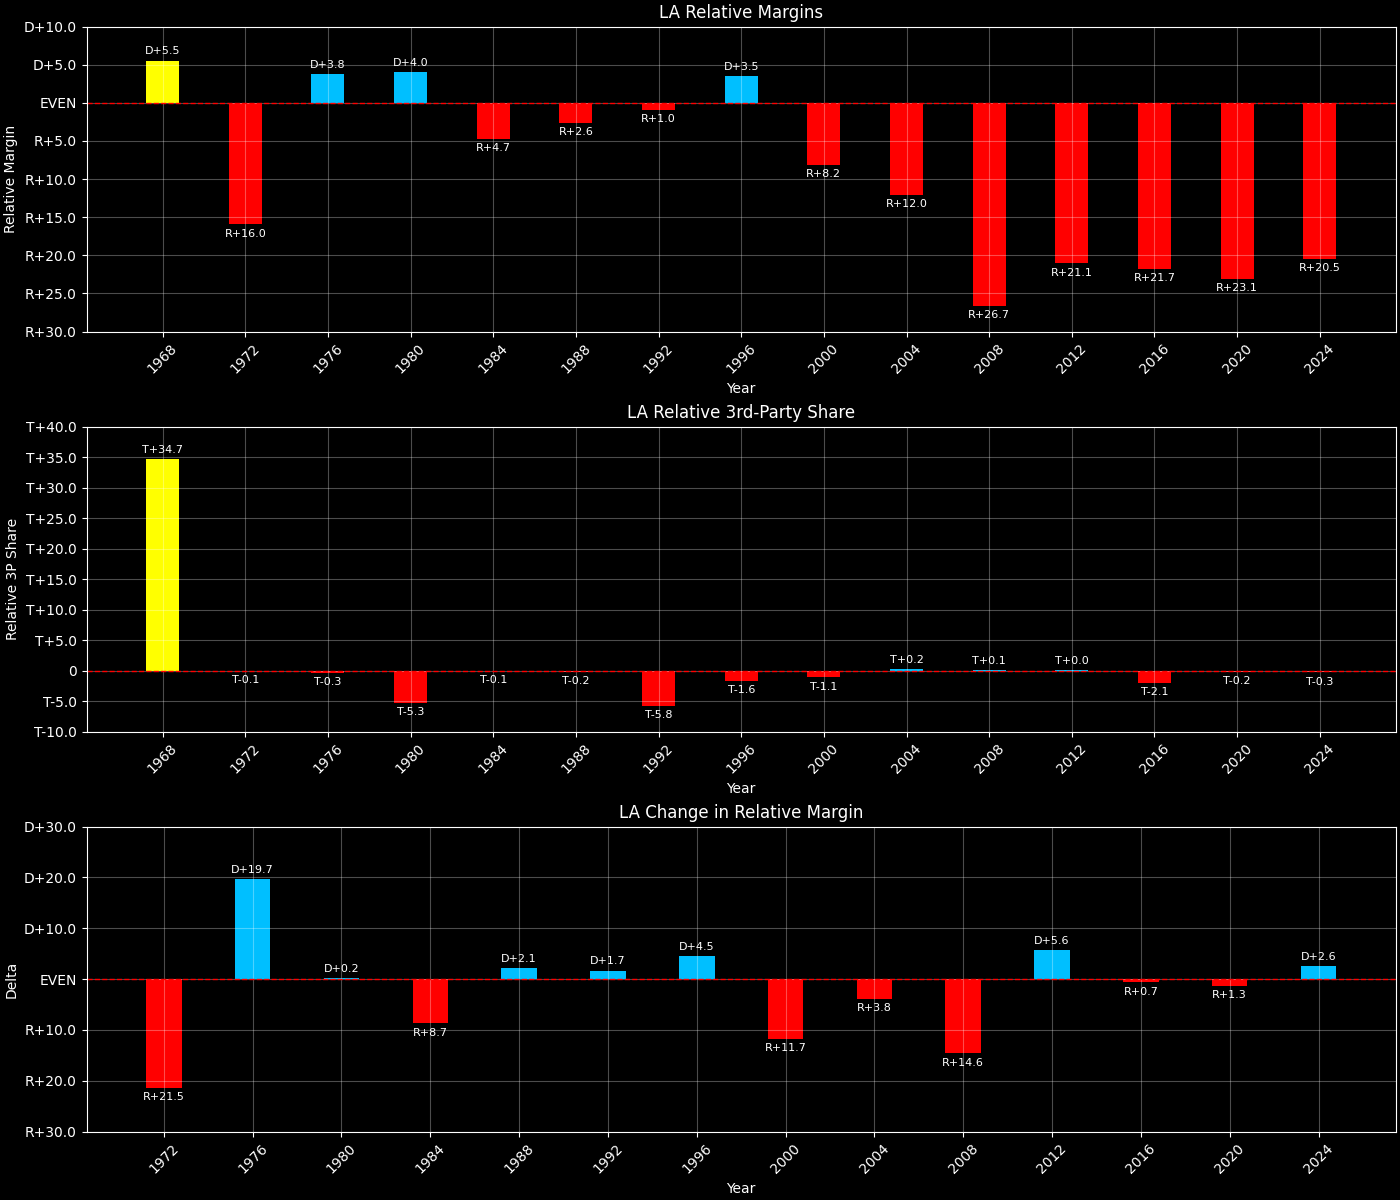 LA Relative Margins
Relative Margin
D+10.0
D+5.0
EVEN
R+5.0
R+10.0
R+15.0
R+20.0
R+25.0
R+30.0
D+5.5
R+16.0
D+3.8
D+4.0
R+4.7
R+2.6
R+1.0
D+3.5
R+8.2
R+12.0
R+26.7
R+21.1
R+21.7
R+23.1
R+20.5
1968 1972 1976 1980 1984 1988 1992 1996 2000 2004 2008 2012 2016 2020 2024
Year
LA Relative 3rd-Party Share
Relative 3P Share
T+40.0
T+35.0
T+30.0
T+25.0
T+20.0
T+15.0
T+10.0
T+5.0
0
T-5.0
T-10.0
T+34.7
T-0.1
T-0.3
T-5.3
T-0.1
T-0.2
T-5.8
T-1.6
T-1.1
T+0.2
T+0.1
T+0.0
T-2.1
T-0.2
T-0.3
1968 1972 1976 1980 1984 1988 1992 1996 2000 2004 2008 2012 2016 2020 2024
Year
LA Change in Relative Margin
Delta
D+30.0
D+20.0
D+10.0
EVEN
R+10.0
R+20.0
R+30.0
R+21.5
D+19.7
D+0.2
R+8.7
D+2.1
D+1.7
D+4.5
R+11.7
R+3.8
R+14.6
D+5.6
R+0.7
R+1.3
D+2.6
1972 1976 1980 1984 1988 1992 1996 2000 2004 2008 2012 2016 2020 2024
Year